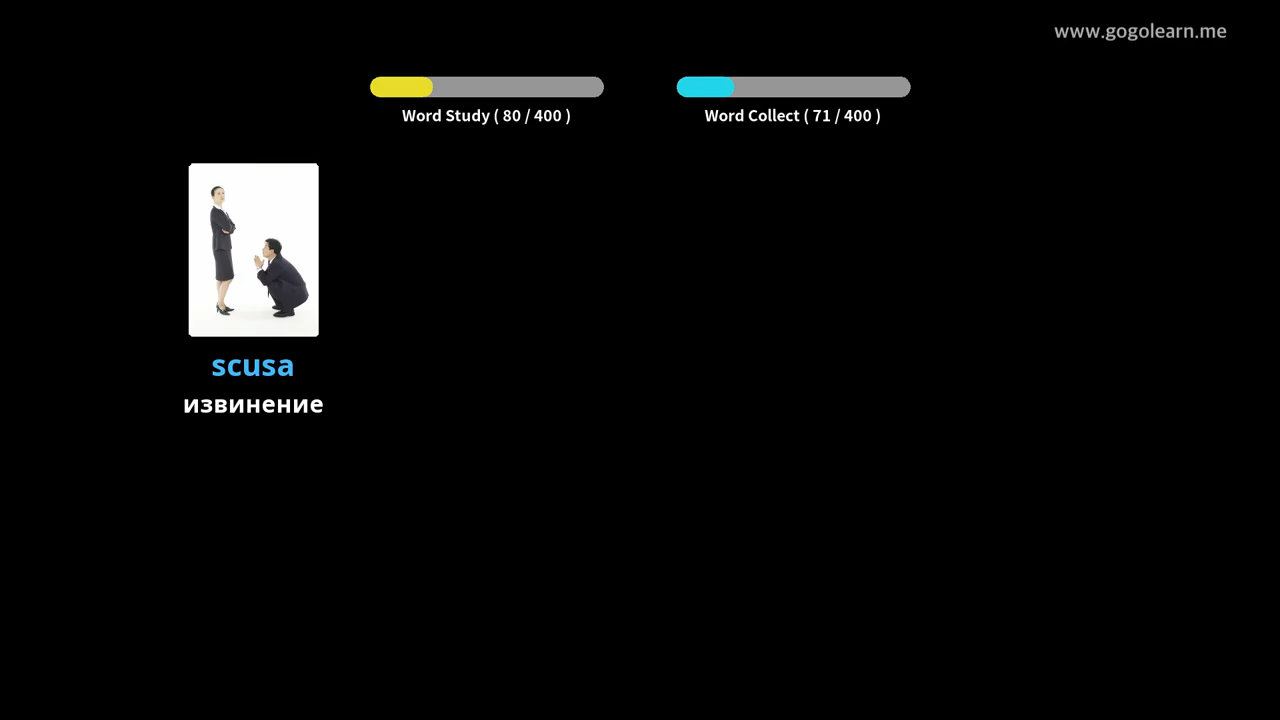 www.gogolearn.me
Word Study ( 80 / 400 )
Word Collect ( 71 / 400 )
scusa
извинение